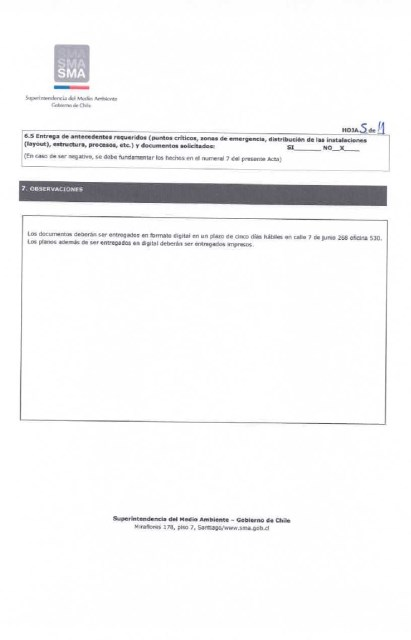 SMA
SMA
SMA
Superintendencia del Medio Ambiente
Gobierno de Chile
HOJA 5 de 11
6.5 Entrega de antecedentes requeridos (puntos críticos, zonas de emergencia, distribución de las instalaciones
(layout), estructura, procesos, etc.) y documentos solicitados: SI_______ NO__X____
(En caso de ser negativo, se debe fundamentar los hechos en el numeral 7 del presente Acta)
7. OBSERVACIONES
Los documentos deberán ser entregados en formato digital en un plazo de cinco días hábiles en calle 7 de junio 268 oficina 530.
Los planos además de ser entregados en digital deberán ser entregados impresos.
Superintendencia del Medio Ambiente – Gobierno de Chile
Miraflores 178, piso 7, Santiago/www.sma.gob.cl